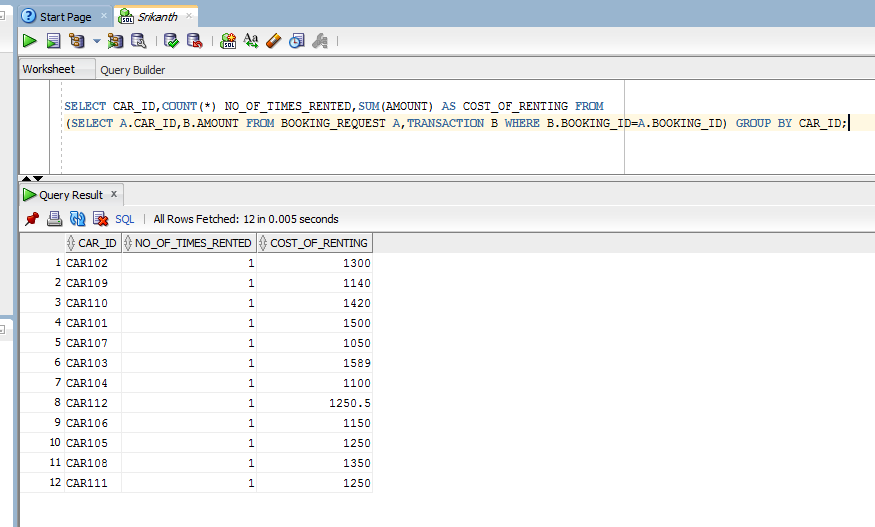 Start Page
Srikanth
Worksheet Query Builder
SELECT CAR_ID,COUNT(*) NO_OF_TIMES_RENTED,SUM(AMOUNT) AS COST_OF_RENTING FROM
(SELECT A.CAR_ID,B.AMOUNT FROM BOOKING_REQUEST A,TRANSACTION B WHERE B.BOOKING_ID=A.BOOKING_ID) GROUP BY CAR_ID;
Query Result
SQL All Rows Fetched: 12 in 0.005 seconds
CAR_ID NO_OF_TIMES_RENTED COST_OF_RENTING
1 CAR102 1 1300
2 CAR109 1 1140
3 CAR110 1 1420
4 CAR101 1 1500
5 CAR107 1 1050
6 CAR103 1 1589
7 CAR104 1 1100
8 CAR112 1 1250.5
9 CAR106 1 1150
10 CAR105 1 1250
11 CAR108 1 1350
12 CAR111 1 1250